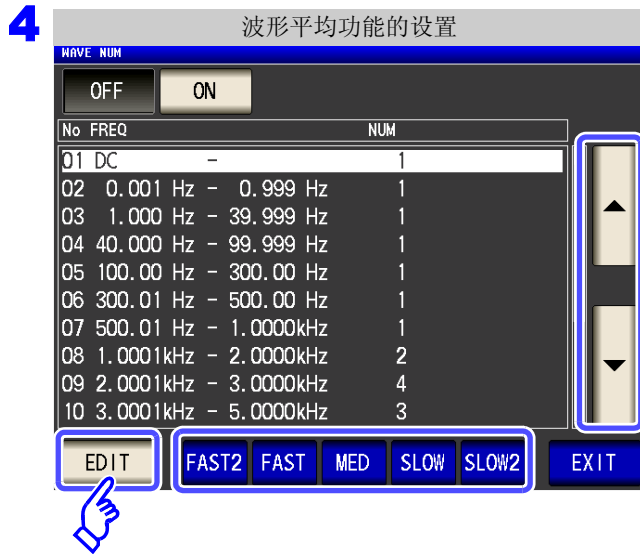 4
波形平均功能的设置
WAVE NUM
OFF ON
No FREQ NUM
01 DC - 1
02 0.001 Hz - 0.999 Hz 1
03 1.000 Hz - 39.999 Hz 1
04 40.000 Hz - 99.999 Hz 1
05 100.00 Hz - 300.00 Hz 1
06 300.01 Hz - 500.00 Hz 1
07 500.01 Hz - 1.0000kHz 1
08 1.0001kHz - 2.0000kHz 2
09 2.0001kHz - 3.0000kHz 4
10 3.0001kHz - 5.0000kHz 3
EDIT FAST2 FAST MED SLOW SLOW2 EXIT